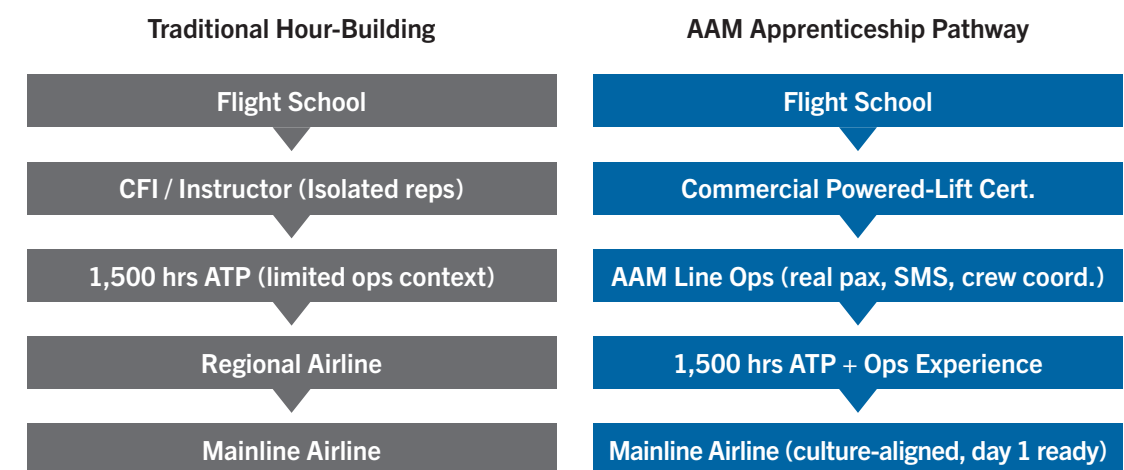 Traditional Hour-Building
Flight School
CFI / Instructor (Isolated reps)
1,500 hrs ATP (limited ops context)
Regional Airline
Mainline Airline
AAM Apprenticeship Pathway
Flight School
Commercial Powered-Lift Cert.
AAM Line Ops (real pax, SMS, crew coord.)
1,500 hrs ATP + Ops Experience
Mainline Airline (culture-aligned, day 1 ready)